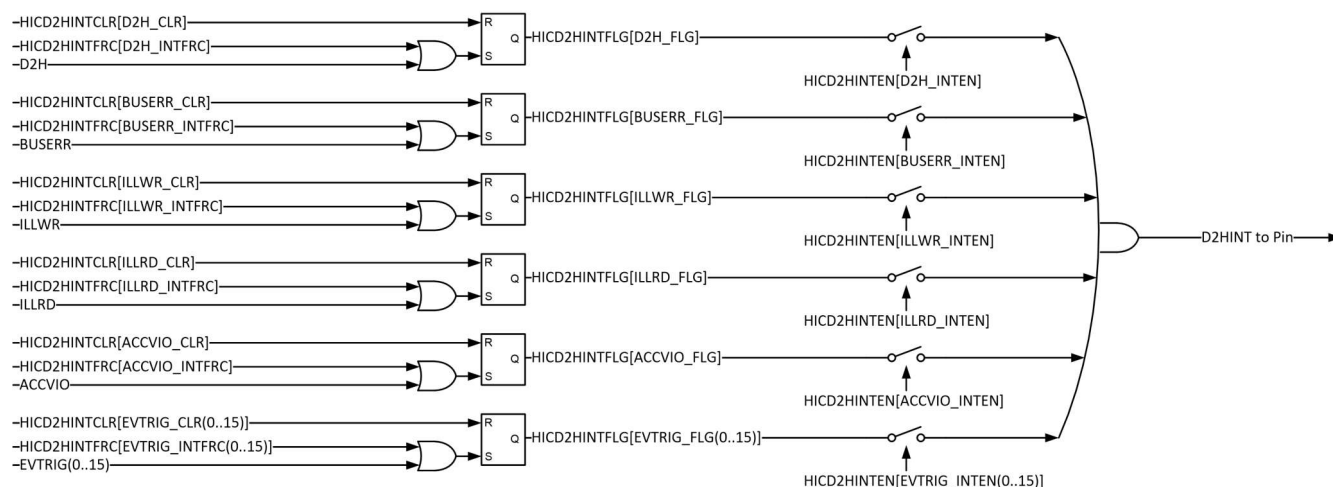 HICD2HINTCLR[D2H_CLR]
R
HICD2HINTFRC[D2H_INTFRC]
Q
HICD2HINTFLG[D2H_FLG]
D2H
S
HICD2HINTEN[D2H_INTEN]
HICD2HINTCLR[BUSERR_CLR]
R
HICD2HINTFRC[BUSERR_INTFRC]
Q
HICD2HINTFLG[BUSERR_FLG]
BUSERR
S
HICD2HINTEN[BUSERR_INTEN]
HICD2HINTCLR[ILLWR_CLR]
R
HICD2HINTFRC[ILLWR_INTFRC]
Q
HICD2HINTFLG[ILLWR_FLG]
ILLWR
S
HICD2HINTEN[ILLWR_INTEN]
D2HINT to Pin
HICD2HINTCLR[ILLRD_CLR]
R
HICD2HINTFRC[ILLRD_INTFRC]
Q
HICD2HINTFLG[ILLRD_FLG]
ILLRD
S
HICD2HINTEN[ILLRD_INTEN]
HICD2HINTCLR[ACCVIO_CLR]
R
HICD2HINTFRC[ACCVIO_INTFRC]
Q
HICD2HINTFLG[ACCVIO_FLG]
ACCVIO
S
HICD2HINTEN[ACCVIO_INTEN]
HICD2HINTCLR[EVTRIG_CLR(0..15)]
R
HICD2HINTFRC[EVTRIG_INTFRC(0..15)]
Q
HICD2HINTFLG[EVTRIG_FLG(0..15)]
EVTRIG(0..15)
S
HICD2HINTEN[EVTRIG_INTEN(0..15)]